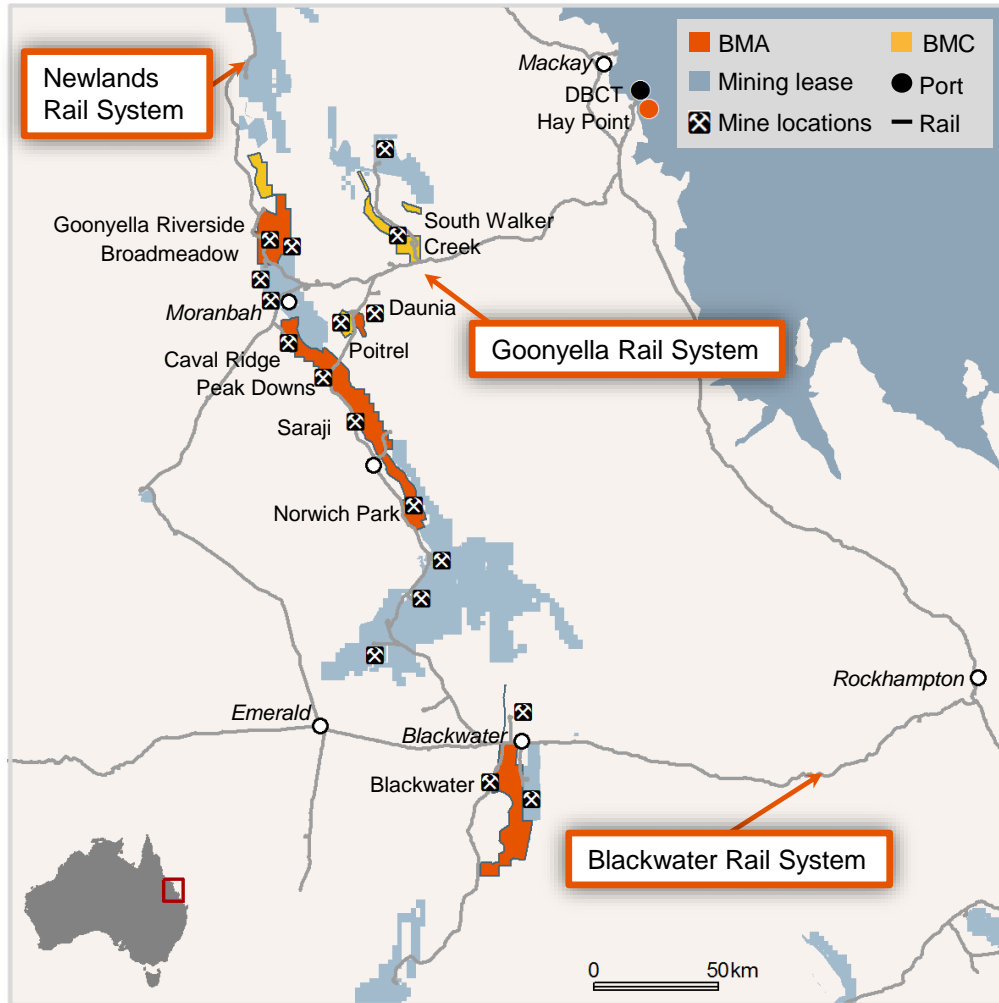 Newlands
Rail System
Mackay
DBCT
Hay Point
BMA
BMC
Mining lease
Port
Mine locations
Rail
Goonyella Riverside
Broadmeadow
South Walker
Creek
Moranbah
Daunia
Poitrel
Goonyella Rail System
Caval Ridge
Peak Downs
Saraji
Norwich Park
Rockhampton
Emerald
Blackwater
Blackwater
Blackwater Rail System
0
50km